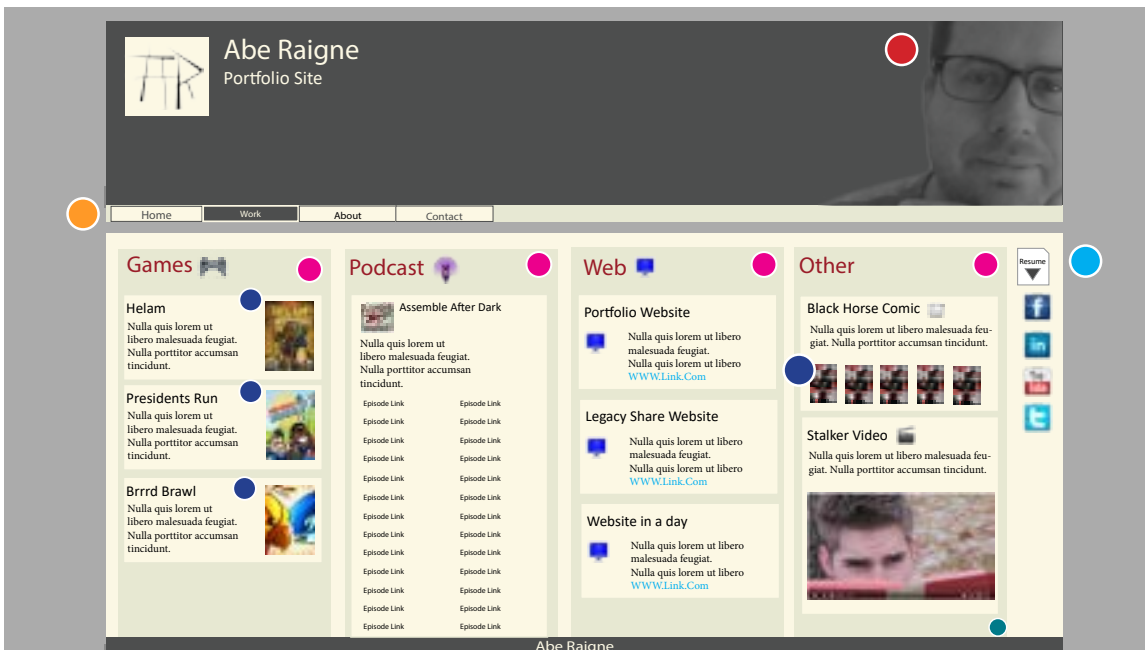 Abe Raigne
Portfolio Site
Home
Work
About
Contact
Games
Helam
Nulla quis lorem ut
libero malesuada feugiat.
Nulla porttitor accumsan
tincidunt.
Presidents Run
Nulla quis lorem ut
libero malesuada feugiat.
Nulla porttitor accumsan
tincidunt.
Brrrd Brawl
Nulla quis lorem ut
libero malesuada feugiat.
Nulla porttitor accumsan
tincidunt.
Podcast
Assemble After Dark
Nulla quis lorem ut
libero malesuada feugiat.
Nulla porttitor accumsan
tincidunt.
Episode Link Episode Link
Episode Link Episode Link
Episode Link Episode Link
Episode Link Episode Link
Episode Link Episode Link
Episode Link Episode Link
Episode Link Episode Link
Episode Link Episode Link
Episode Link Episode Link
Episode Link Episode Link
Episode Link Episode Link
Episode Link Episode Link
Episode Link Episode Link
Web
Portfolio Website
Nulla quis lorem ut libero
malesuada feugiat.
Nulla quis lorem ut libero
WWW.Link.Com
Legacy Share Website
Nulla quis lorem ut libero
malesuada feugiat.
Nulla quis lorem ut libero
WWW.Link.Com
Website in a day
Nulla quis lorem ut libero
malesuada feugiat.
Nulla quis lorem ut libero
WWW.Link.Com
Other
Black Horse Comic
Nulla quis lorem ut libero malesuada feu-
giat. Nulla porttitor accumsan tincidunt.
Stalker Video
Nulla quis lorem ut libero malesuada feu-
giat. Nulla porttitor accumsan tincidunt.
Resume
f
in
You
Tube
t
Abe Raigne